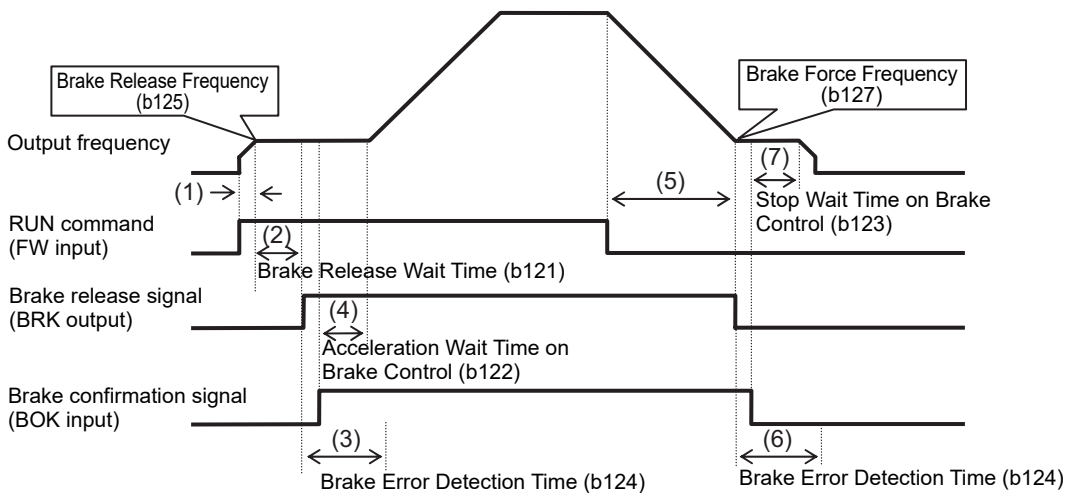 Brake Release Frequency
(b125)
Brake Force Frequency
(b127)
Output frequency
(1)
(5)
(7)
Stop Wait Time on Brake
Control (b123)
RUN command
(FW input)
(2)
Brake Release Wait Time (b121)
Brake release signal
(BRK output)
(4)
Acceleration Wait Time on
Brake Control (b122)
Brake confirmation signal
(BOK input)
(3)
(6)
Brake Error Detection Time (b124)
Brake Error Detection Time (b124)